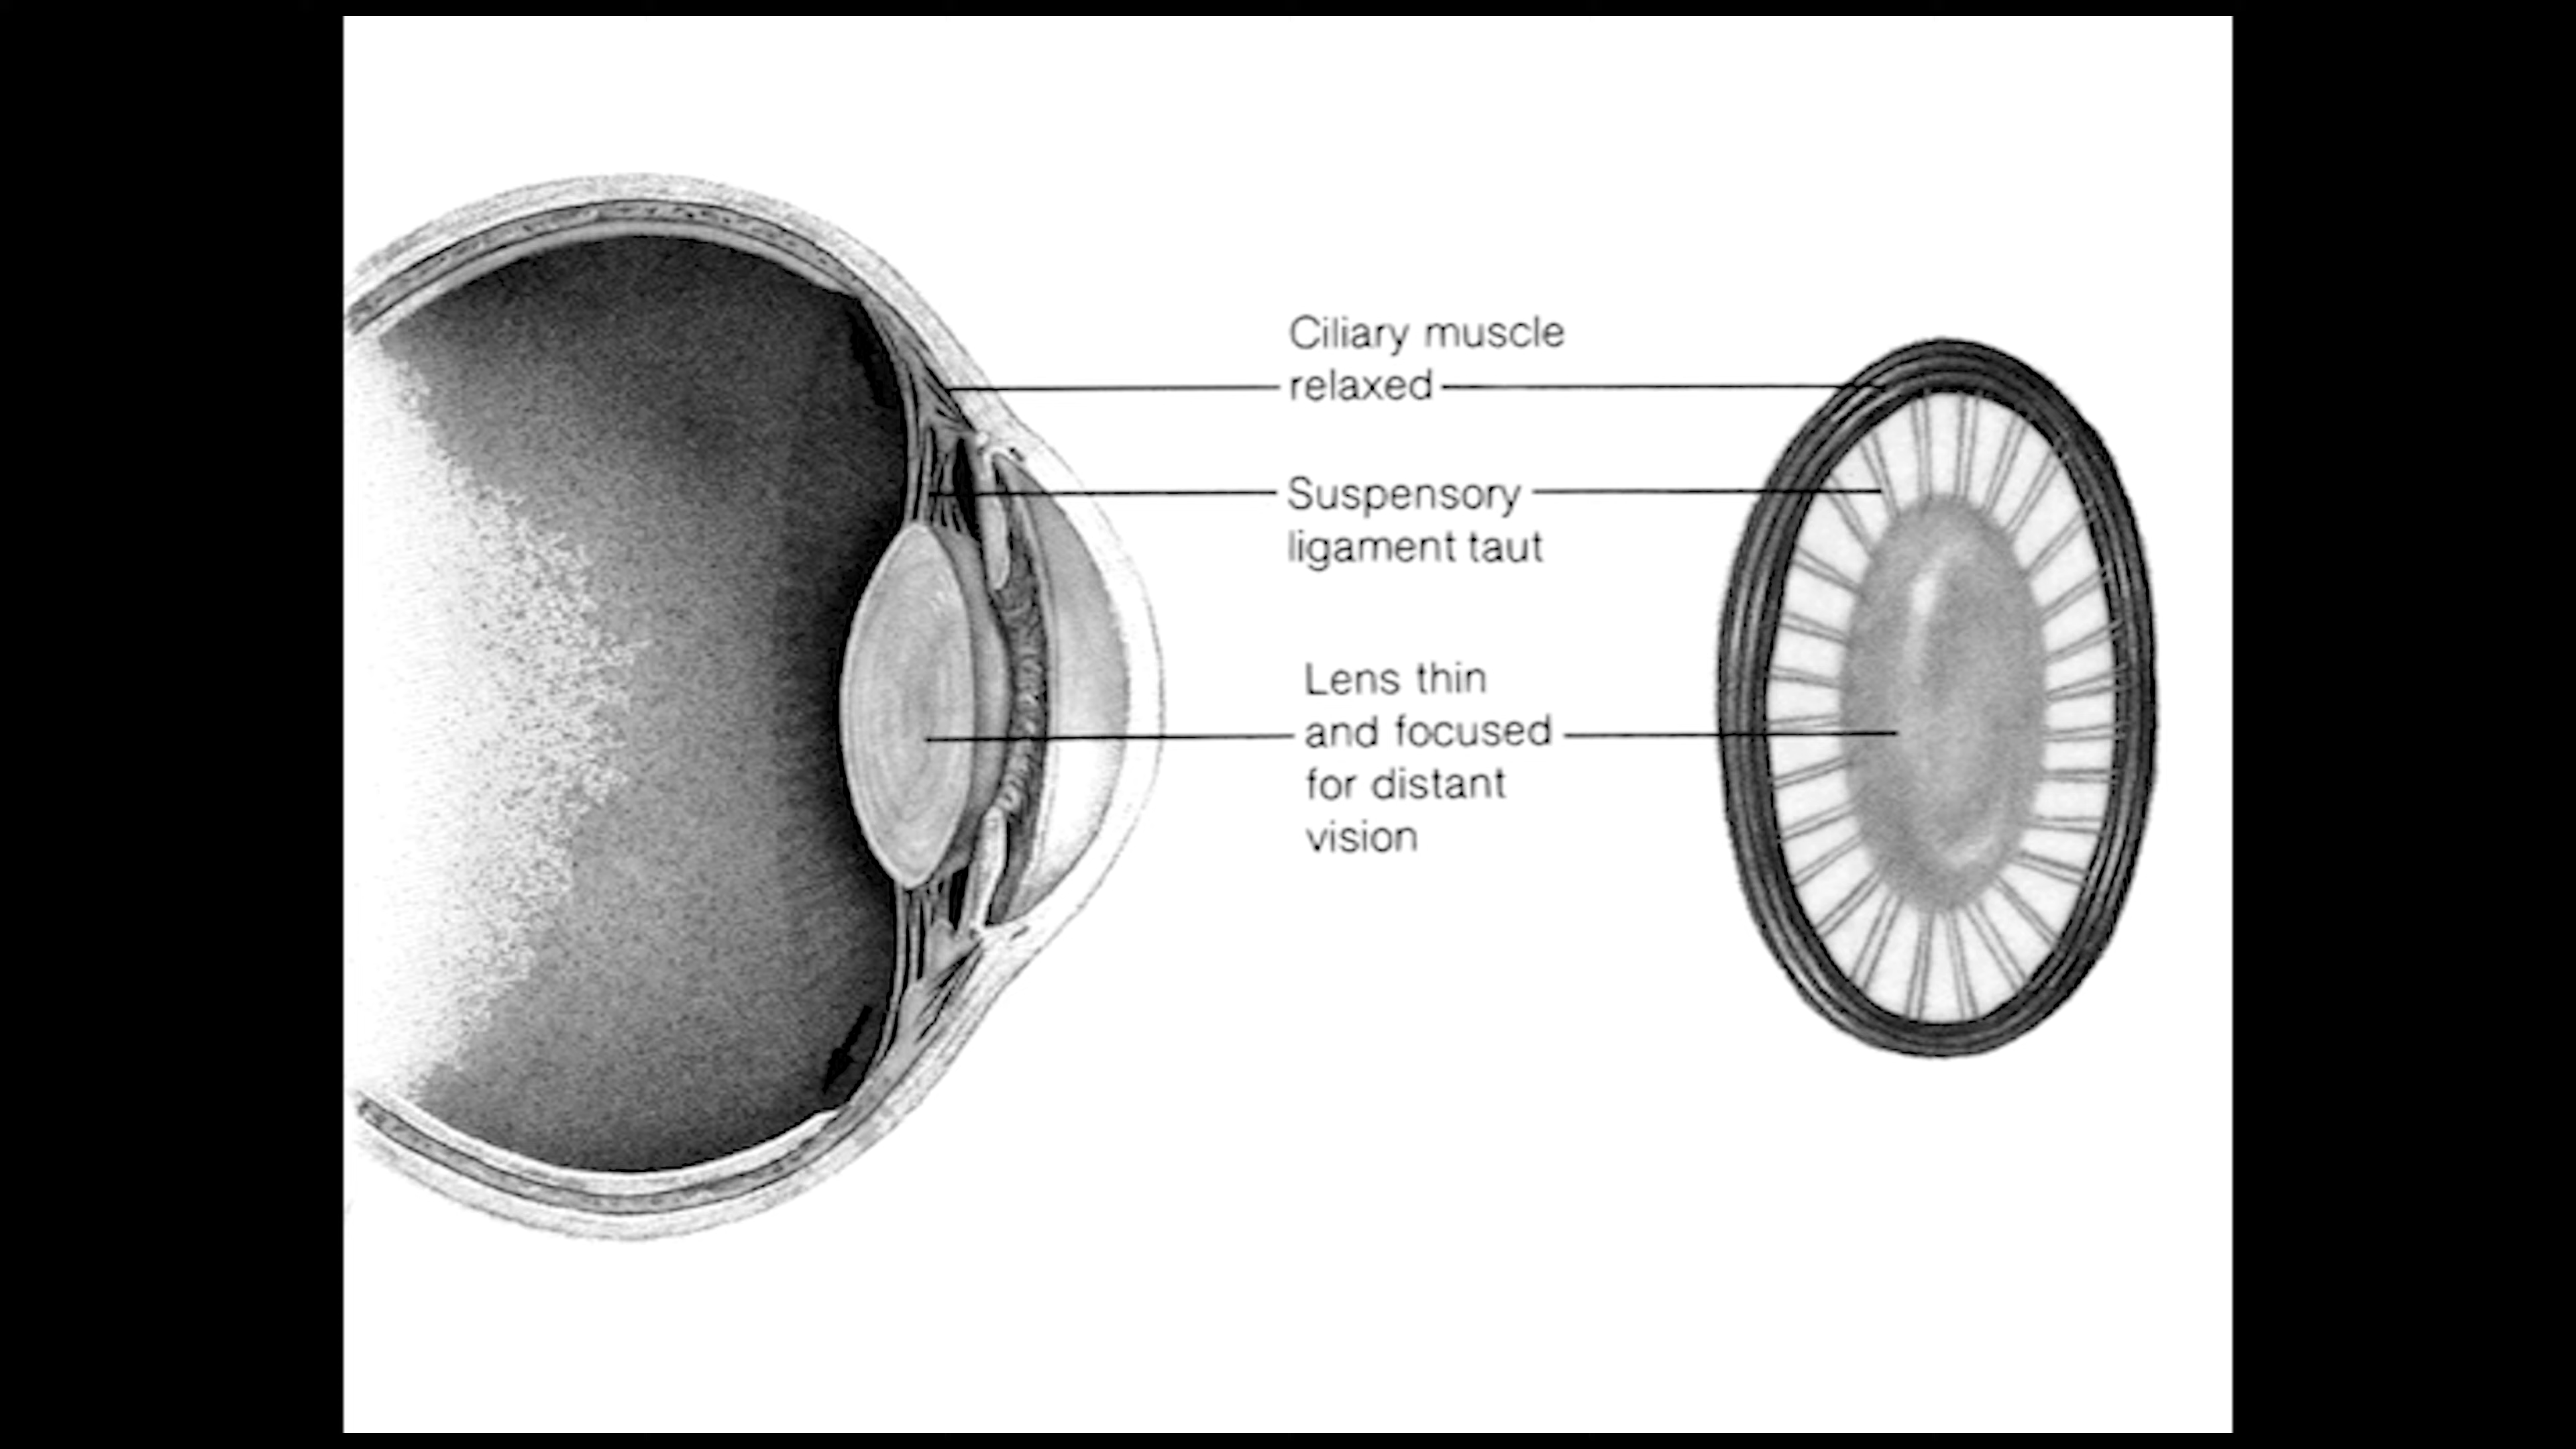 Ciliary muscle
relaxed
Suspensory
ligament taut
Lens thin
and focused
for distant
vision